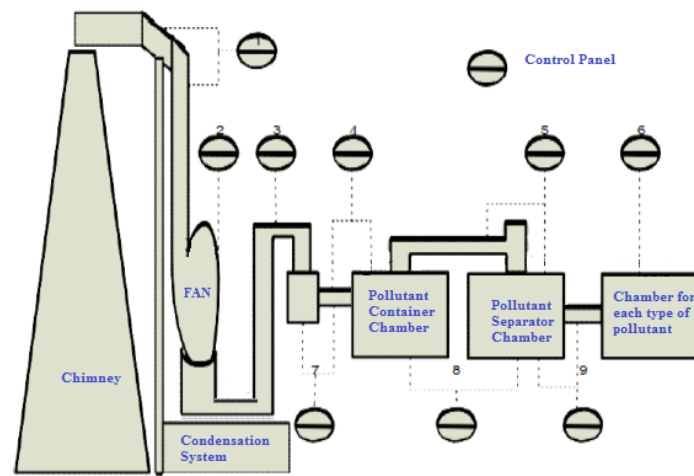 1
Control Panel
2
3
4
5
6
FAN
Pollutant
Container
Chamber
Pollutant
Separator
Chamber
Chamber for
each type of
pollutant
Chimney
7
8
9
Condensation
System